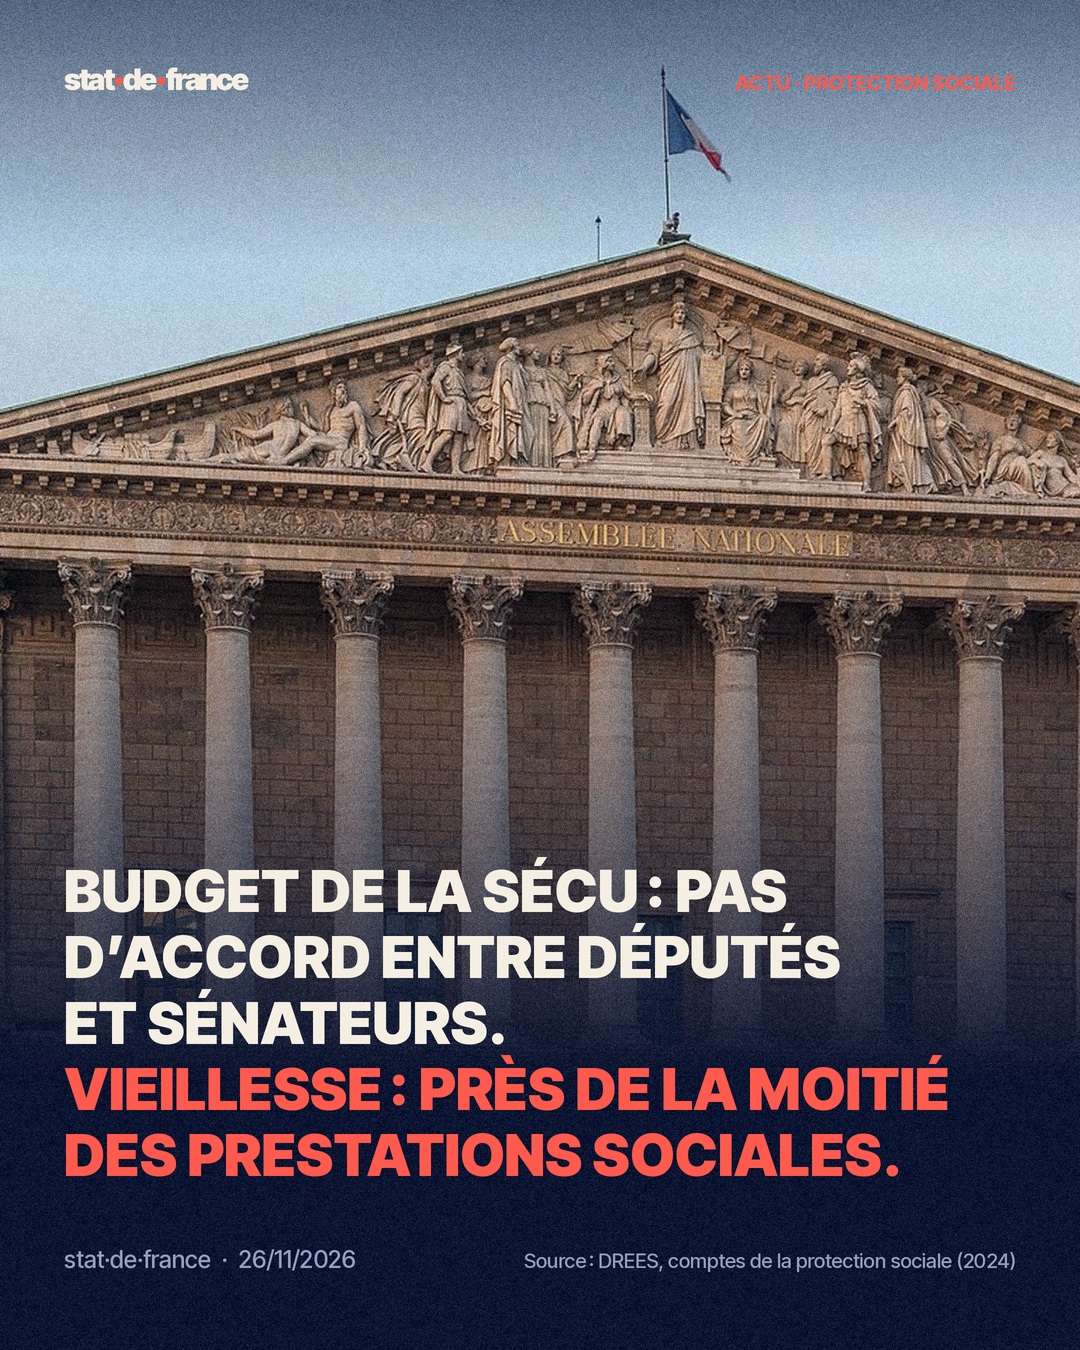 stat·de·france
ACTU · PROTECTION SOCIALE
ASSEMBLEE NATIONALE
BUDGET DE LA SÉCU : PAS
D’ACCORD ENTRE DÉPUTÉS
ET SÉNATEURS.
VIEILLESSE : PRÈS DE LA MOITIÉ
DES PRESTATIONS SOCIALES.
stat·de·france · 26/11/2026
Source : DREES, comptes de la protection sociale (2024)